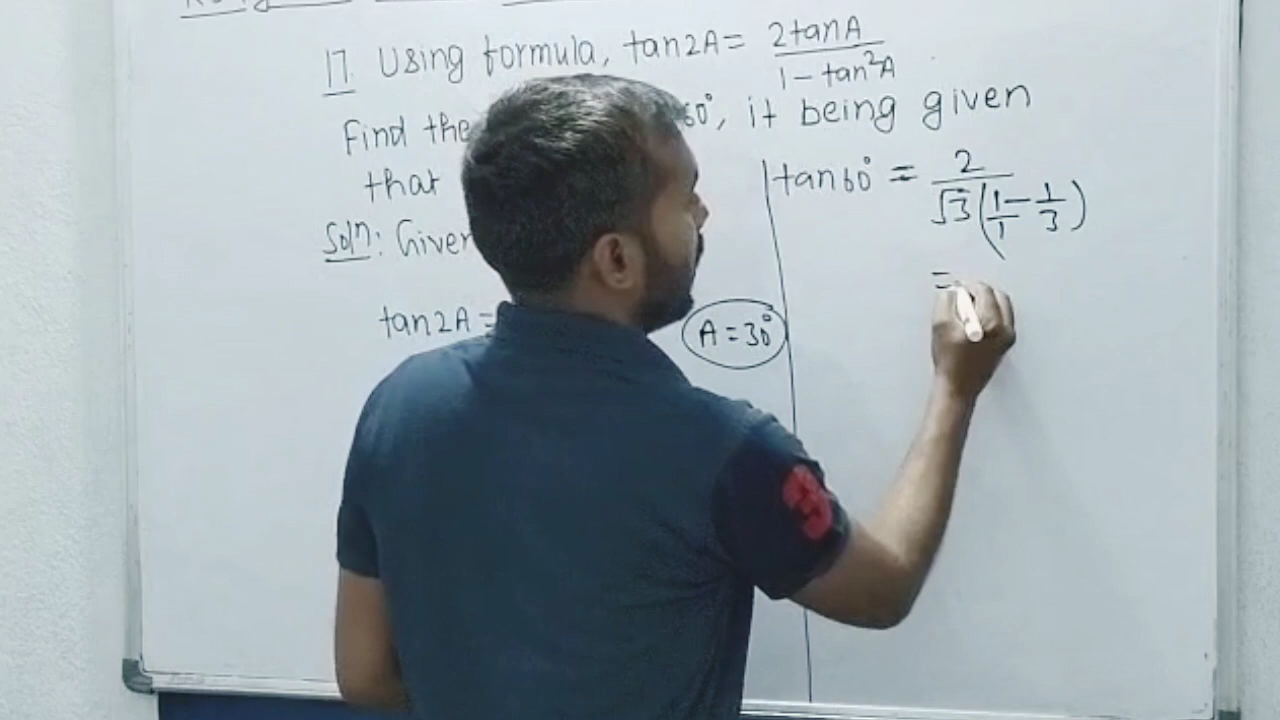 17. Using formula, tan2A = 2tanA / 1 - tan²A
Find the 60°, it being given
that
Soln: Given
tan2A =
A = 30°
tan60° = 2 / √3(1/1 - 1/3)
=
3